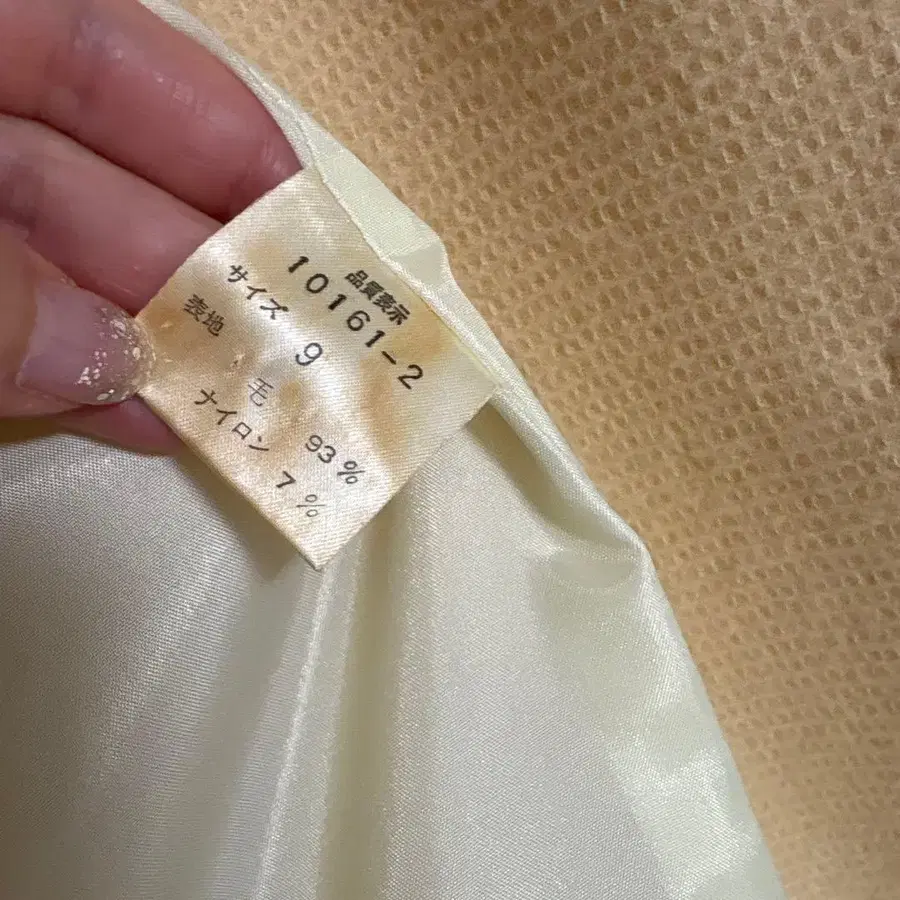 品質表示
10161-2
サイズ 9
表地
毛 93%
ナイロン 7%